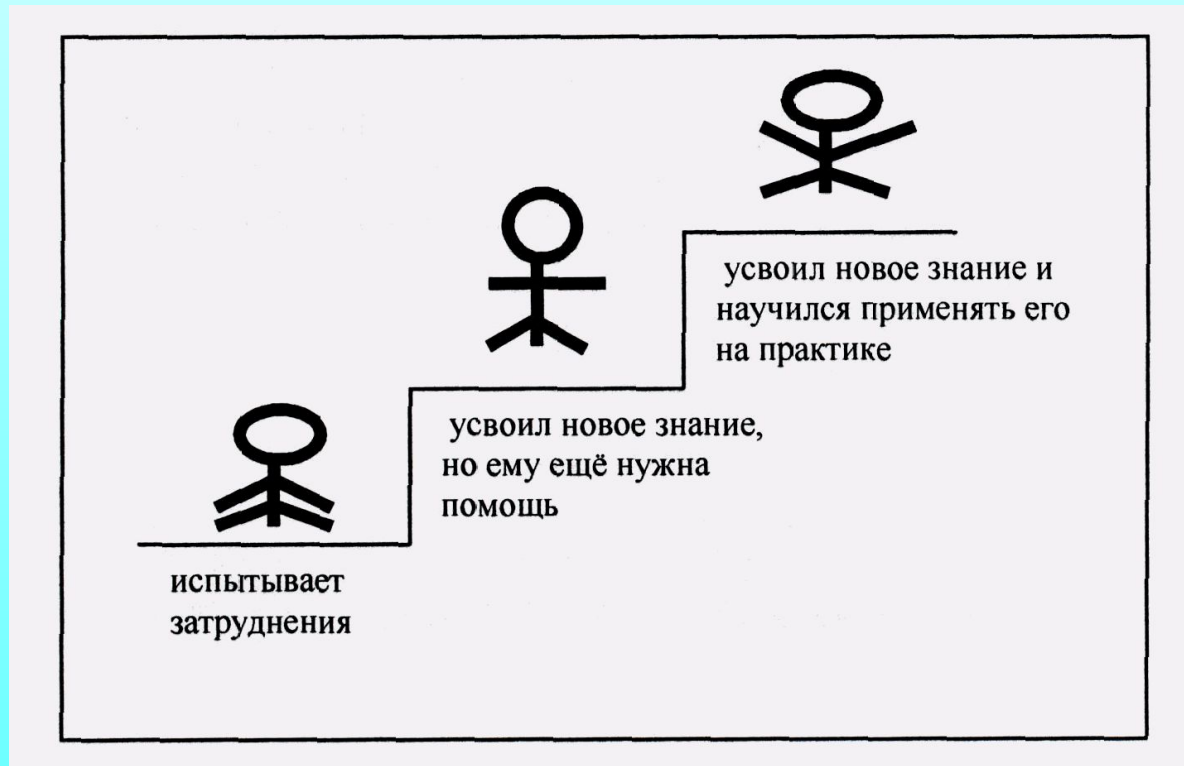 усвоил новое знание и
научился применять его
на практике
усвоил новое знание,
но ему ещё нужна
помощь
испытывает
затруднения